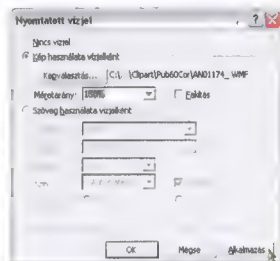 Nyomtatott vízjel
Nincs vízjel
Kép használata vízjelként
Kép választás... C:\ \Clipart\Pub60Cor\AN01174_.WMF
Méretarány: 150% Fakítás
Szöveg használata vízjelként
OK Mégse Alkalmazás